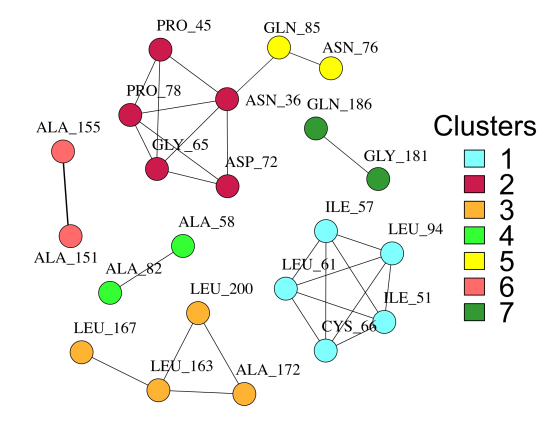 PRO_45
GLN_85
ASN_76
PRO_78
ASN_36
GLN_186
ALA_155
GLY_65
GLY_181
ASP_72
Clusters
1
2
3
4
5
6
7
ILE_57
ALA_58
LEU_94
ALA_151
ALA_82
LEU_61
LEU_200
ILE_51
CYS_66
LEU_167
LEU_163
ALA_172